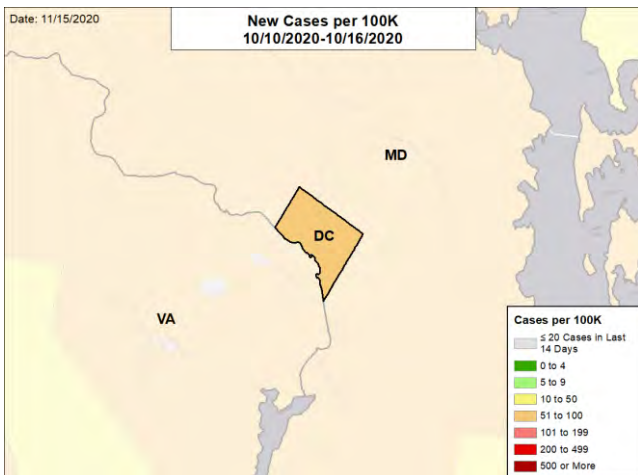 Date: 11/15/2020
New Cases per 100K
10/10/2020-10/16/2020
MD
DC
VA
Cases per 100K
≤ 20 Cases in Last
14 Days
0 to 4
5 to 9
10 to 50
51 to 100
101 to 199
200 to 499
500 or More